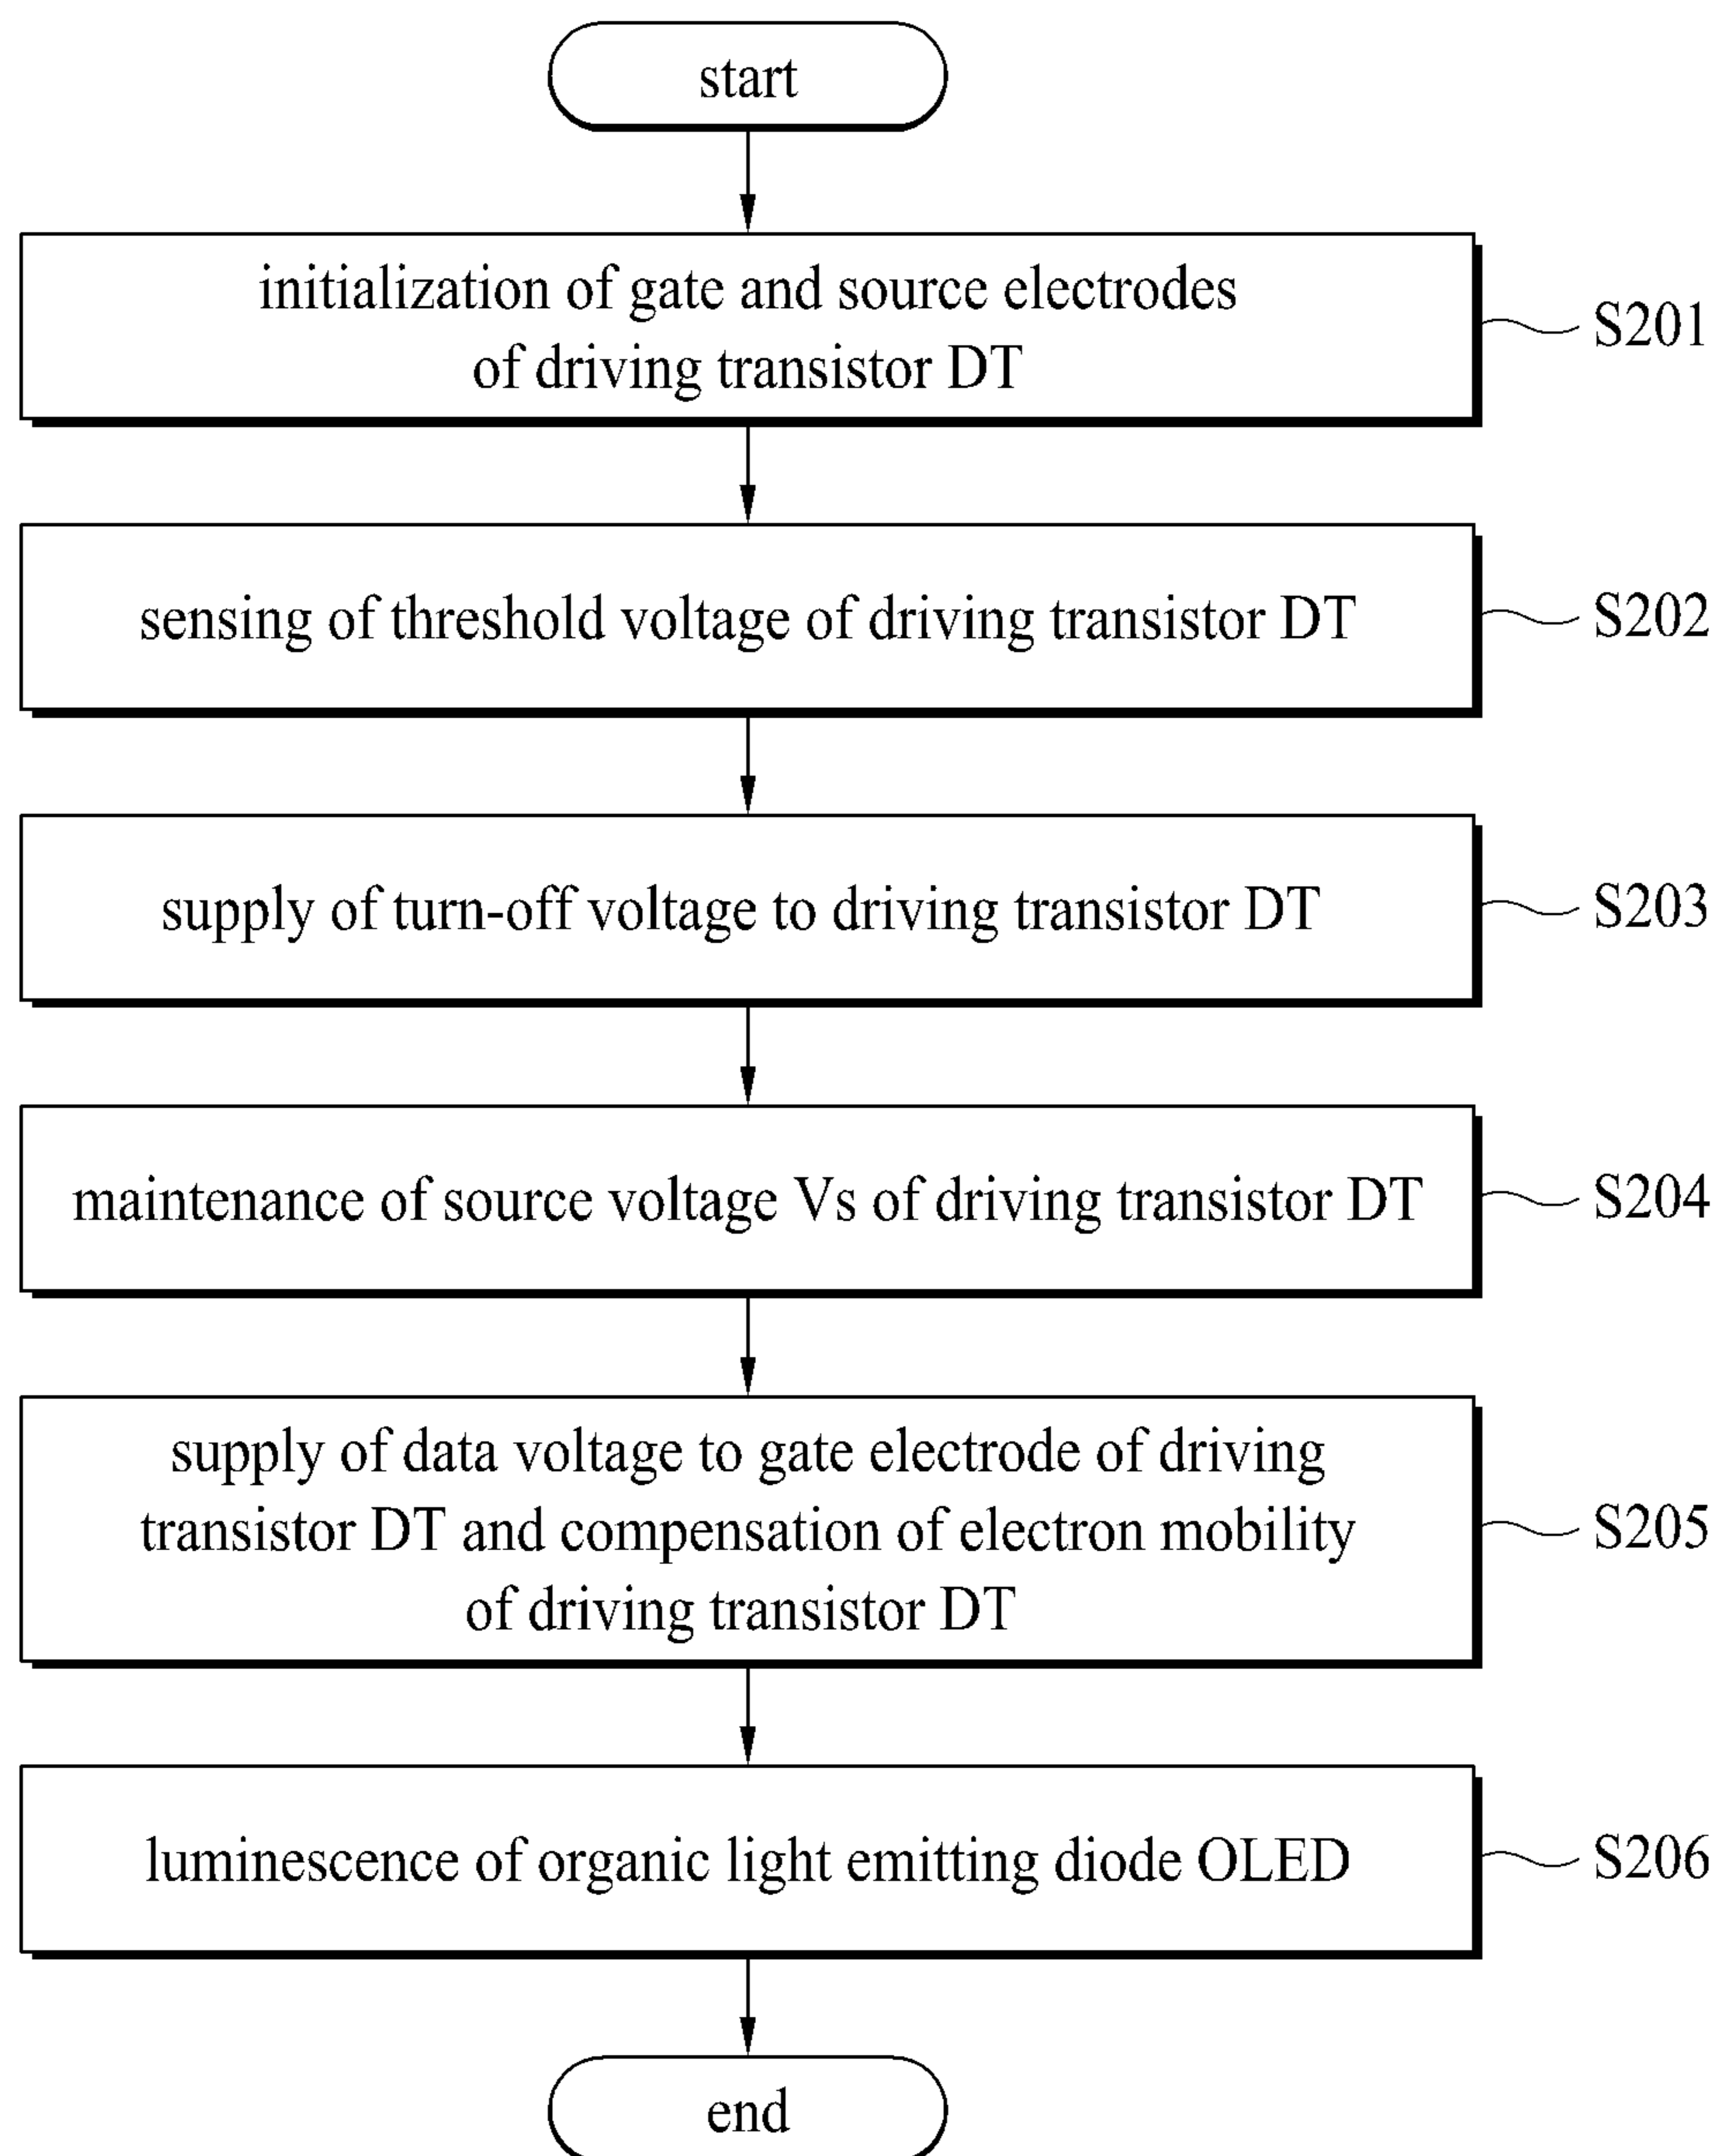 start
initialization of gate and source electrodes
of driving transistor DT
S201
sensing of threshold voltage of driving transistor DT
S202
supply of turn-off voltage to driving transistor DT
S203
maintenance of source voltage Vs of driving transistor DT
S204
supply of data voltage to gate electrode of driving
transistor DT and compensation of electron mobility
of driving transistor DT
S205
luminescence of organic light emitting diode OLED
S206
end